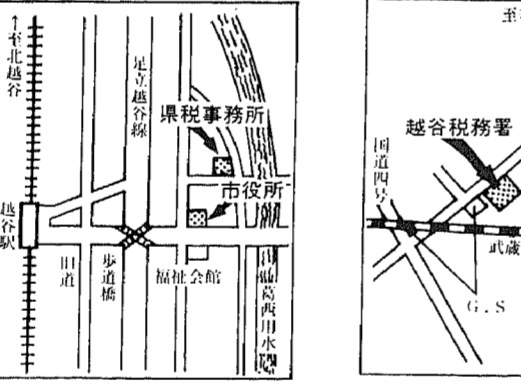 ↑至北越谷
足立越谷線
県税事務所
市役所
越谷駅
旧道
歩道橋
福祉会館
葛西用水
至
越谷税務署
国道四号
武蔵
G.S